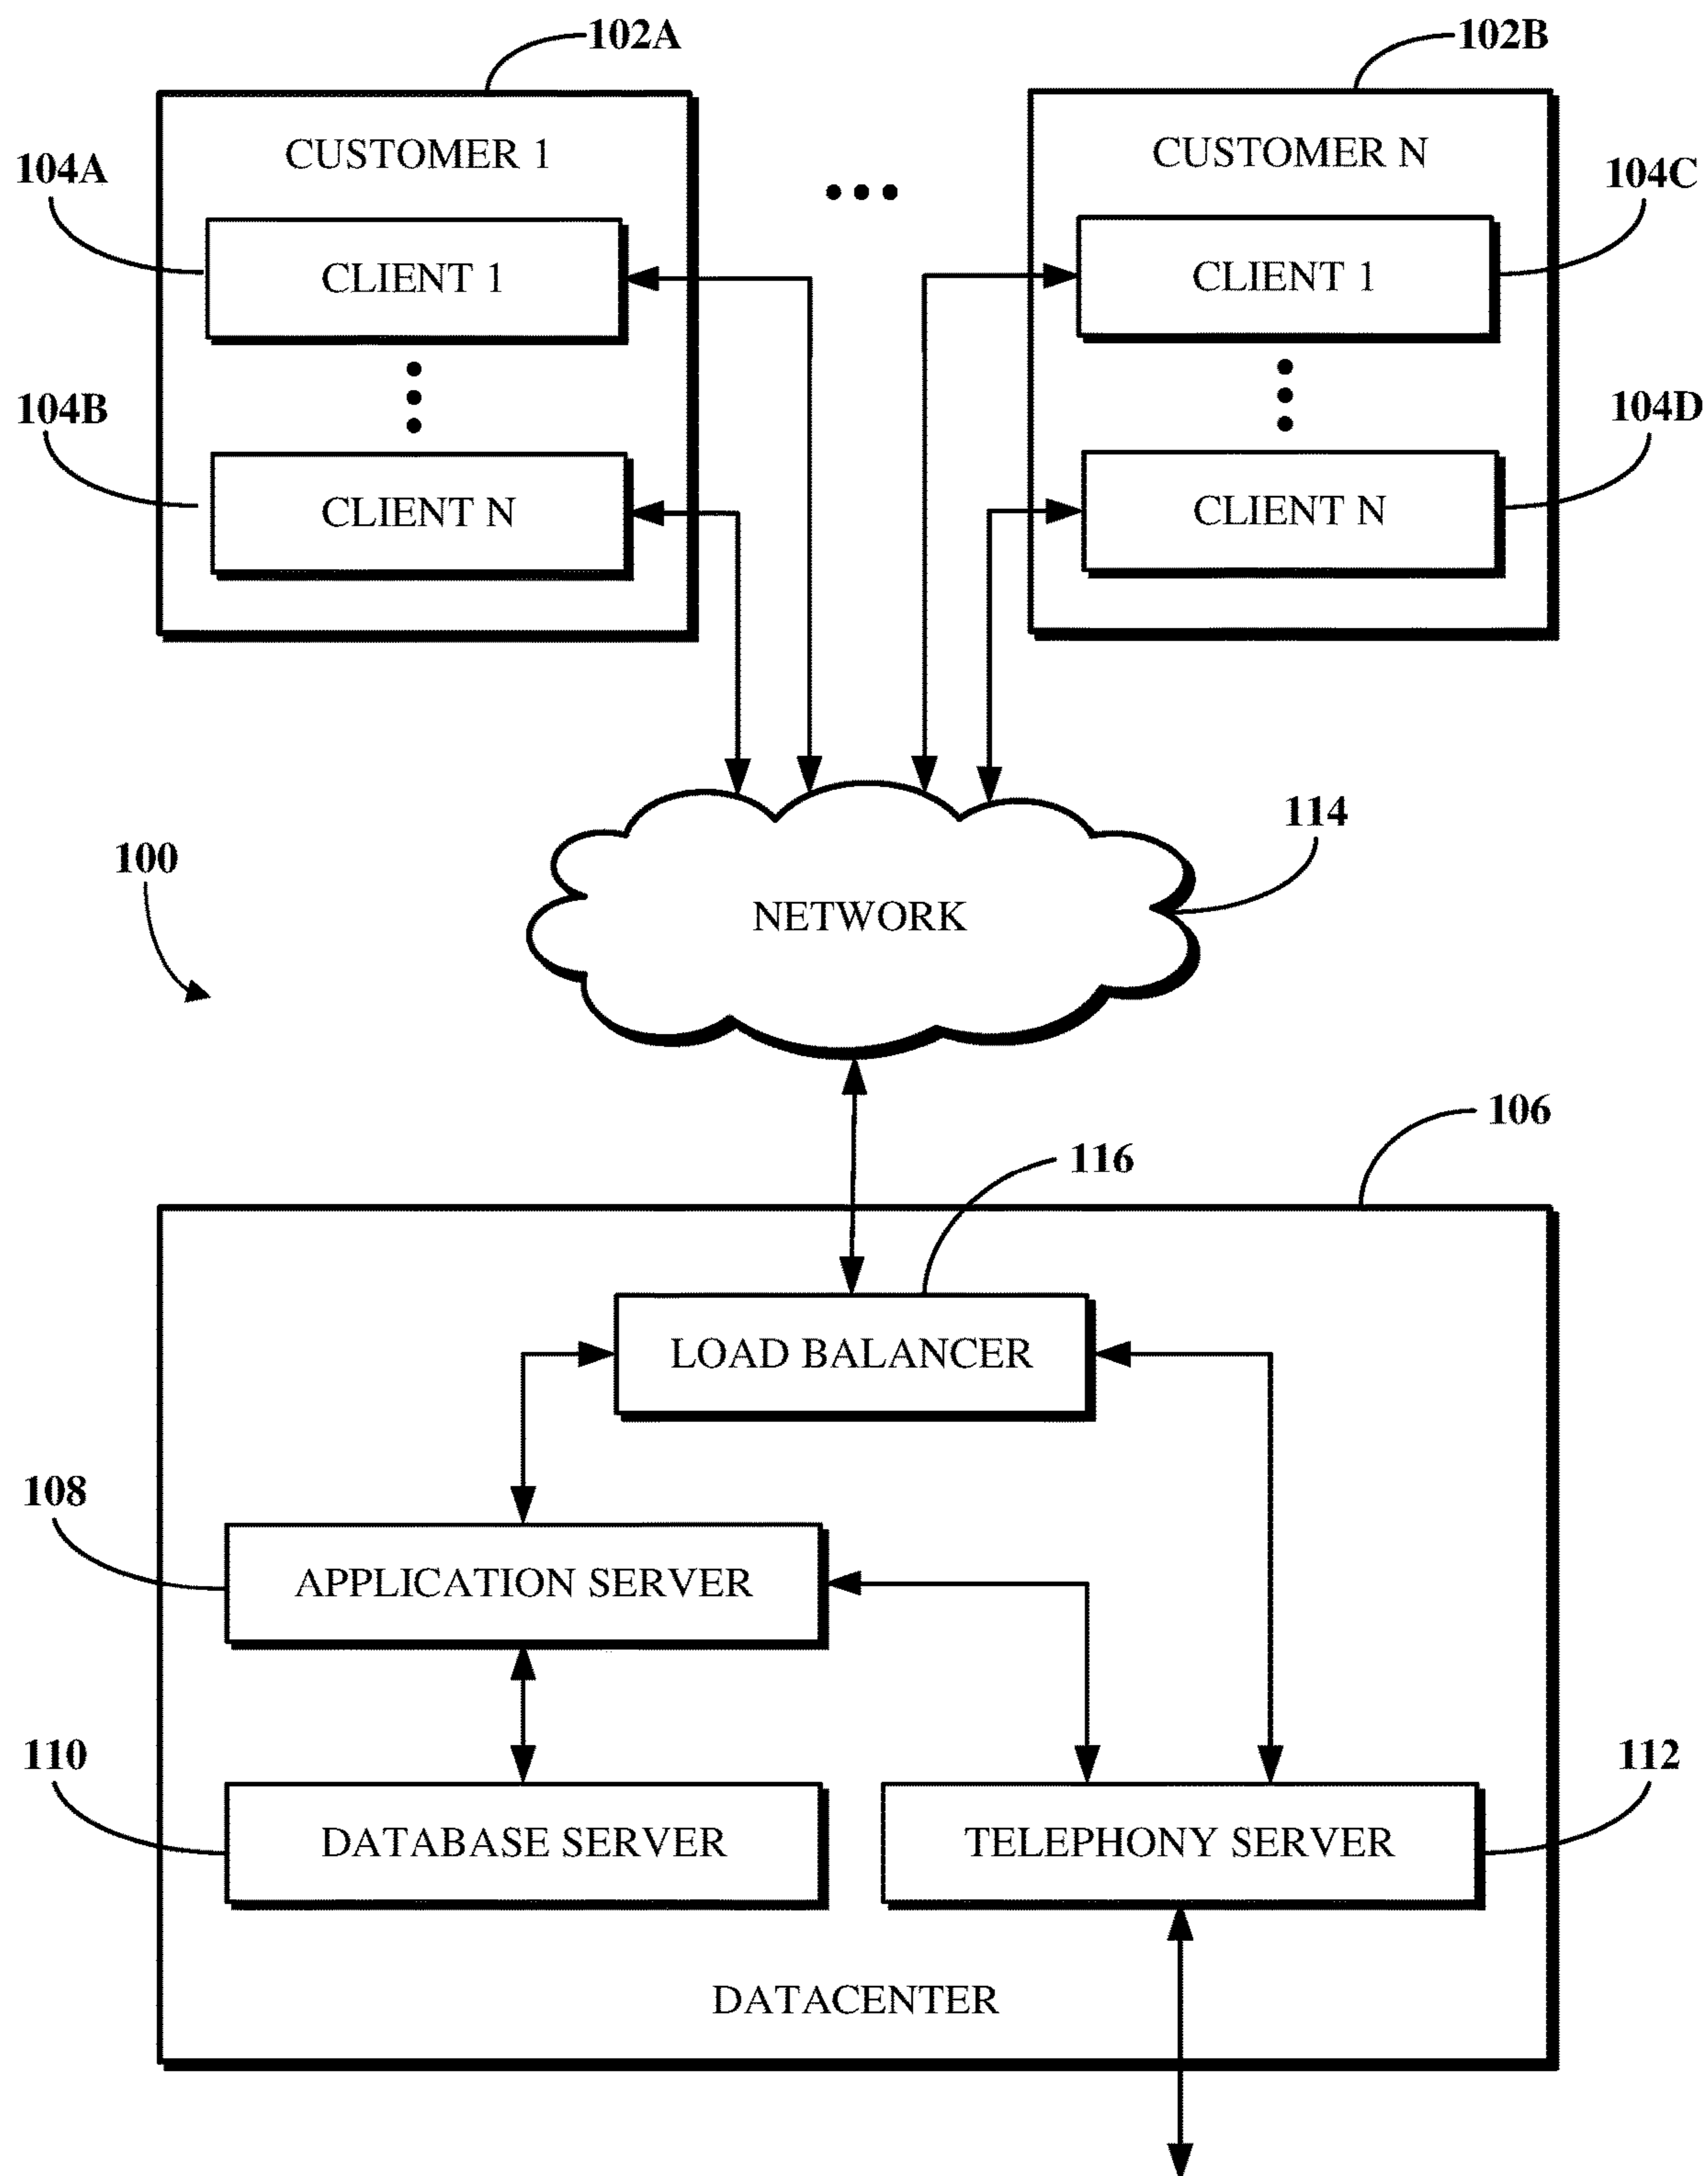 102A
102B
CUSTOMER 1
CUSTOMER N
104A
104C
CLIENT 1
CLIENT 1
104B
104D
CLIENT N
CLIENT N
114
100
NETWORK
106
116
LOAD BALANCER
108
APPLICATION SERVER
110
112
DATABASE SERVER
TELEPHONY SERVER
DATACENTER